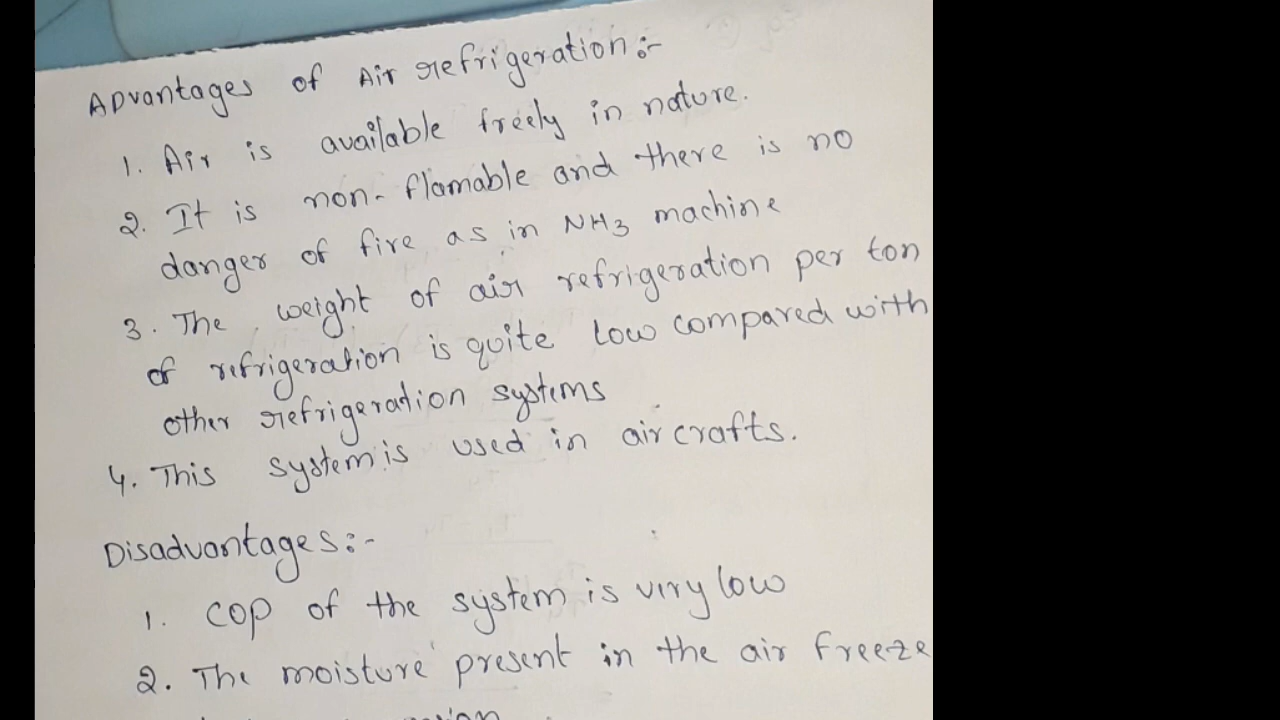 Advantages of Air refrigeration:-
1. Air is available freely in nature.
2. It is non-flamable and there is no
danger of fire as in NH3 machine
3. The weight of air refrigeration per ton
of refrigeration is quite low compared with
other refrigeration systems
4. This system is used in air crafts.
Disadvantages:-
1. COP of the system is very low
2. The moisture present in the air freeze